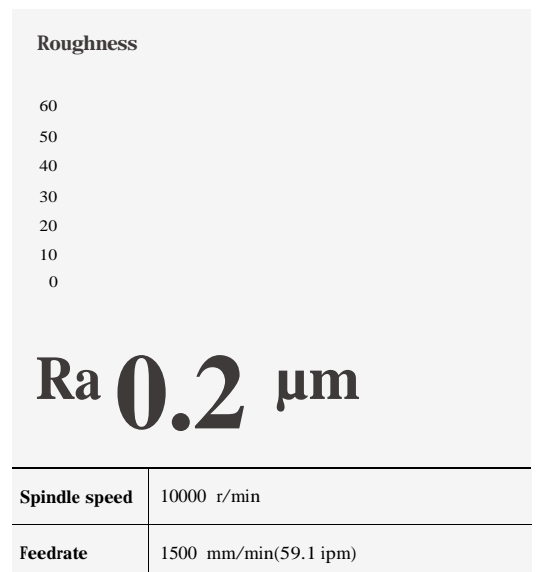 Roughness
60
50
40
30
20
10
0
Ra 0.2 μm
Spindle speed 10000 r/min
Feedrate 1500 mm/min(59.1 ipm)